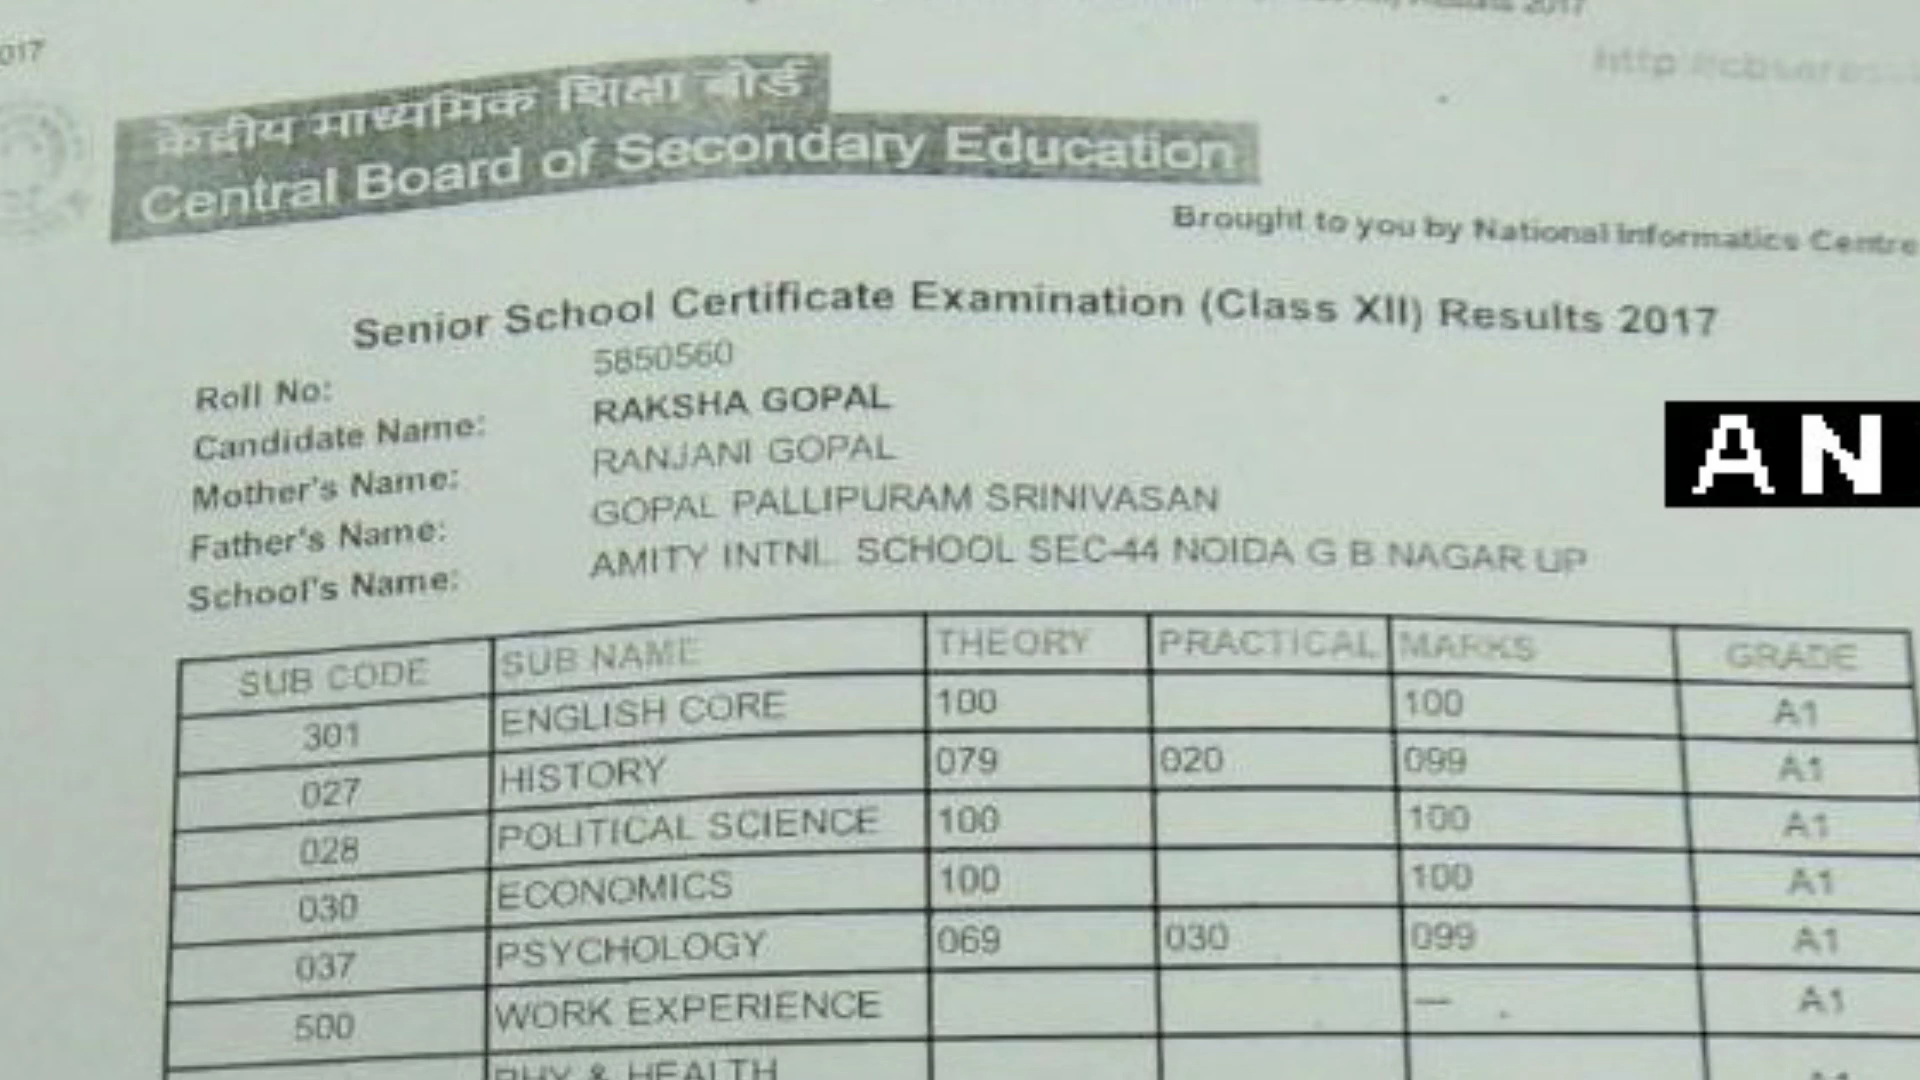 2017
केन्द्रीय माध्यमिक शिक्षा बोर्ड
Central Board of Secondary Education
Brought to you by National Informatics Centre
Senior School Certificate Examination (Class XII) Results 2017
Roll No: 5850560
Candidate Name: RAKSHA GOPAL
Mother's Name: RANJANI GOPAL
Father's Name: GOPAL PALLIPURAM SRINIVASAN
School's Name: AMITY INTNL. SCHOOL SEC-44 NOIDA G B NAGAR UP
AN
SUB CODE SUB NAME THEORY PRACTICAL MARKS GRADE
301 ENGLISH CORE 100 100 A1
027 HISTORY 079 020 099 A1
028 POLITICAL SCIENCE 100 100 A1
030 ECONOMICS 100 100 A1
037 PSYCHOLOGY 069 030 099 A1
500 WORK EXPERIENCE — A1
PHY & HEALTH